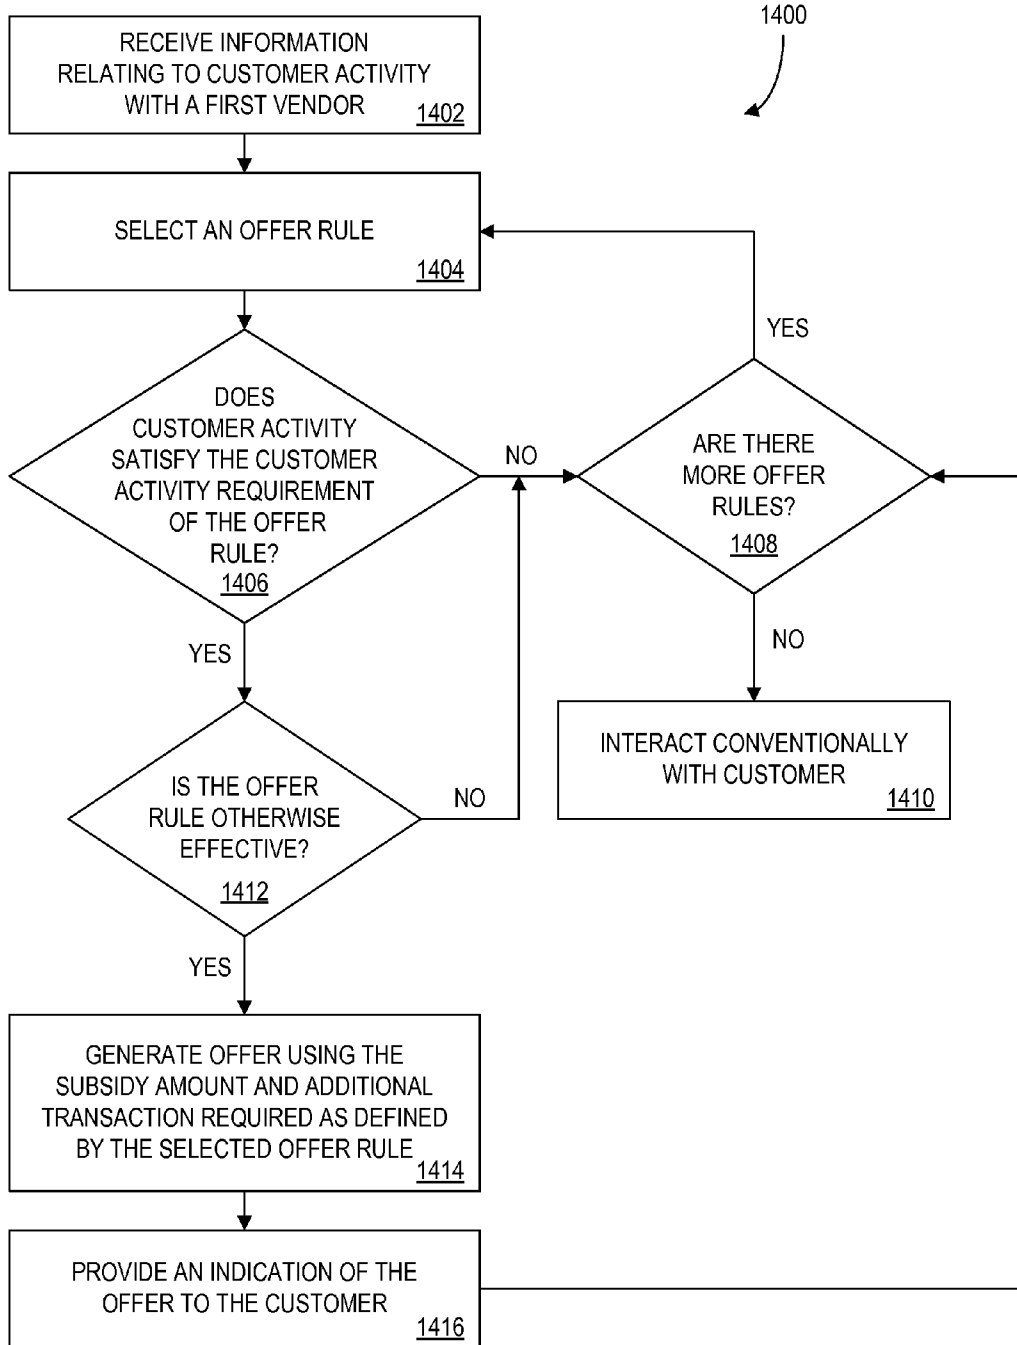 1400
RECEIVE INFORMATION
RELATING TO CUSTOMER ACTIVITY
WITH A FIRST VENDOR
1402
SELECT AN OFFER RULE
1404
DOES
CUSTOMER ACTIVITY
SATISFY THE CUSTOMER
ACTIVITY REQUIREMENT
OF THE OFFER
RULE?
1406
NO
YES
ARE THERE
MORE OFFER
RULES?
1408
YES
NO
INTERACT CONVENTIONALLY
WITH CUSTOMER
1410
IS THE OFFER
RULE OTHERWISE
EFFECTIVE?
1412
NO
YES
GENERATE OFFER USING THE
SUBSIDY AMOUNT AND ADDITIONAL
TRANSACTION REQUIRED AS DEFINED
BY THE SELECTED OFFER RULE
1414
PROVIDE AN INDICATION OF THE
OFFER TO THE CUSTOMER
1416